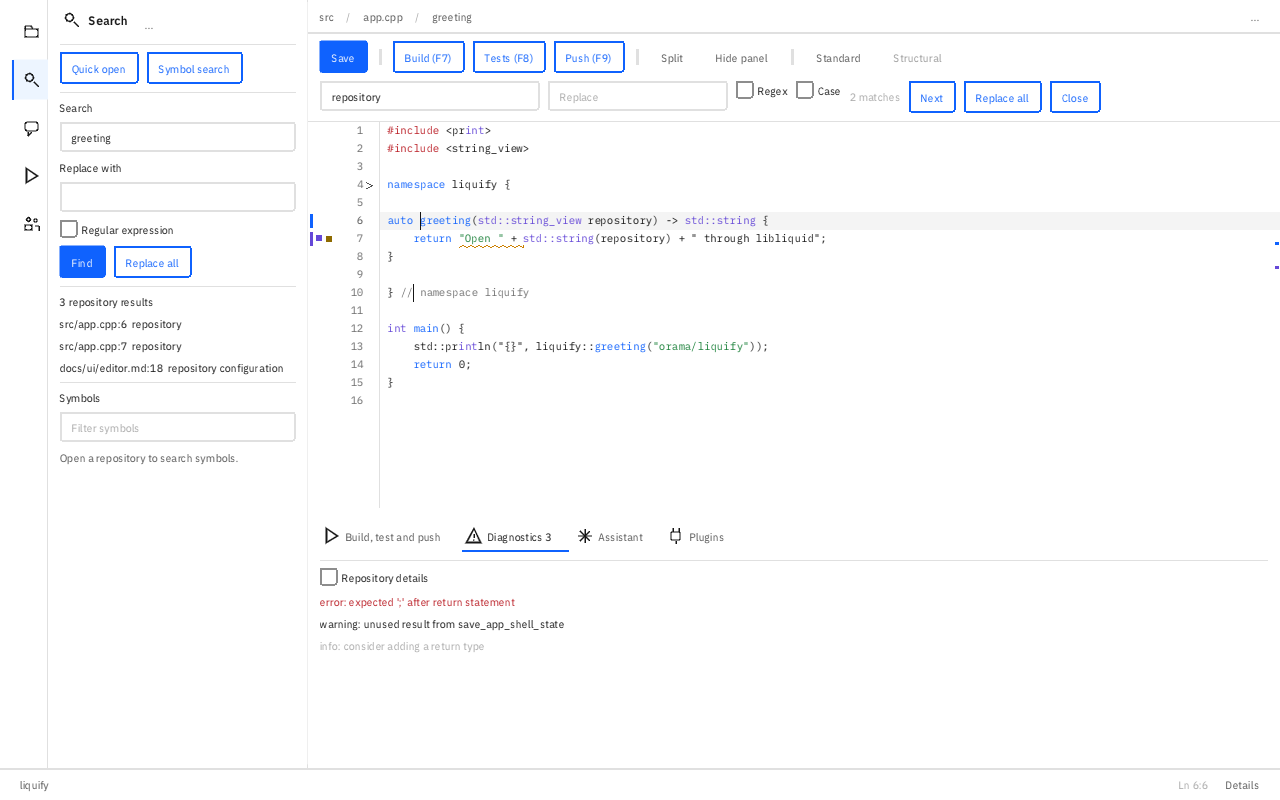 Search
...
Quick open Symbol search
Search
greeting
Replace with
Regular expression
Find Replace all
3 repository results
src/app.cpp:6 repository
src/app.cpp:7 repository
docs/ui/editor.md:18 repository configuration
Symbols
Filter symbols
Open a repository to search symbols.
src / app.cpp / greeting ...
Save Build (F7) Tests (F8) Push (F9) Split Hide panel Standard Structural
repository Replace Regex Case 2 matches Next Replace all Close
1 #include <print>
2 #include <string_view>
3
4 > namespace liquify {
5
6 auto greeting(std::string_view repository) -> std::string {
7 return "Open " + std::string(repository) + " through libliquid";
8 }
9
10 } // namespace liquify
11
12 int main() {
13 std::println("{}", liquify::greeting("orama/liquify"));
14 return 0;
15 }
16
Build, test and push Diagnostics 3 Assistant Plugins
Repository details
error: expected ';' after return statement
warning: unused result from save_app_shell_state
info: consider adding a return type
liquify Ln 6:6 Details